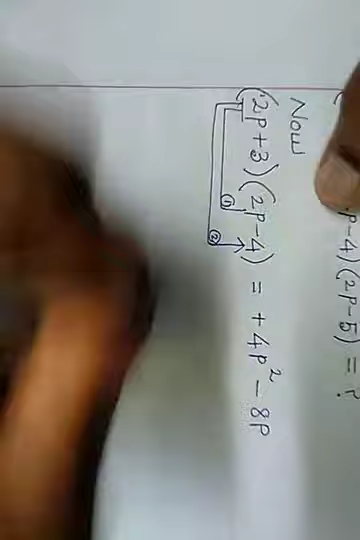 P-4)(2P-5) = ?
Now
(2P+3)(2P-4) = +4P² - 8P
① ②